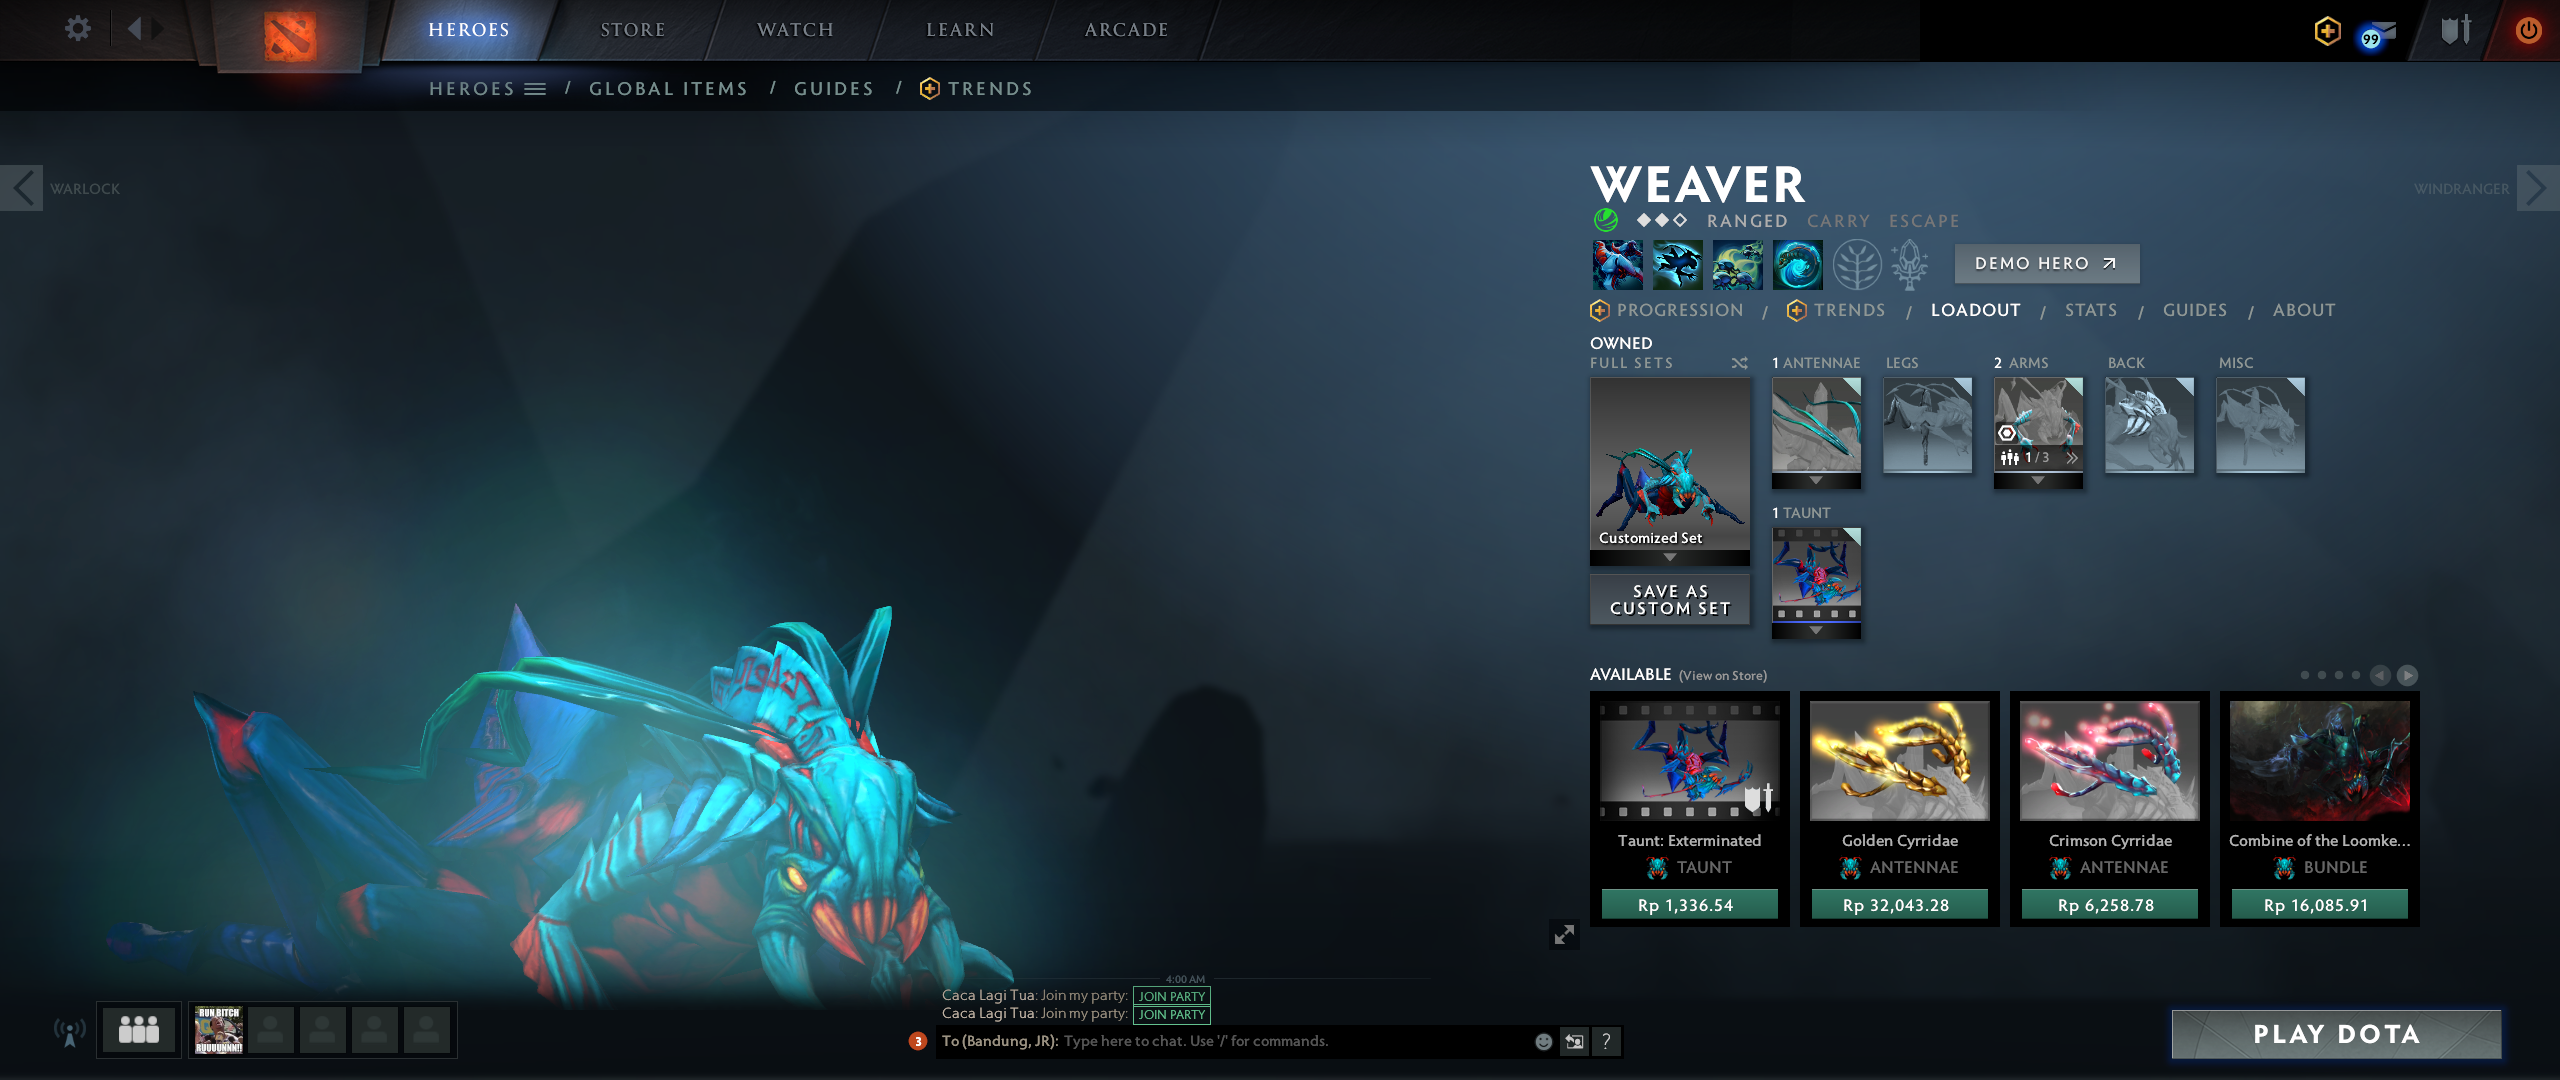 HEROES
STORE
WATCH
LEARN
ARCADE
99
HEROES / GLOBAL ITEMS / GUIDES / TRENDS
WARLOCK
WINDRANGER
WEAVER
RANGED CARRY ESCAPE
DEMO HERO
PROGRESSION / TRENDS / LOADOUT / STATS / GUIDES / ABOUT
OWNED
FULL SETS
1 ANTENNAE
LEGS
2 ARMS
BACK
MISC
1/3
Customized Set
SAVE AS
CUSTOM SET
1 TAUNT
AVAILABLE (View on Store)
Taunt: Exterminated
TAUNT
Rp 1,336.54
Golden Cyrridae
ANTENNAE
Rp 32,043.28
Crimson Cyrridae
ANTENNAE
Rp 6,258.78
Combine of the Loomke...
BUNDLE
Rp 16,085.91
4:00 AM
Caca Lagi Tua: Join my party: JOIN PARTY
Caca Lagi Tua: Join my party: JOIN PARTY
3
To (Bandung, JR): Type here to chat. Use '/' for commands.
?
RUN BITCH
RUUUUNNN!!
PLAY DOTA